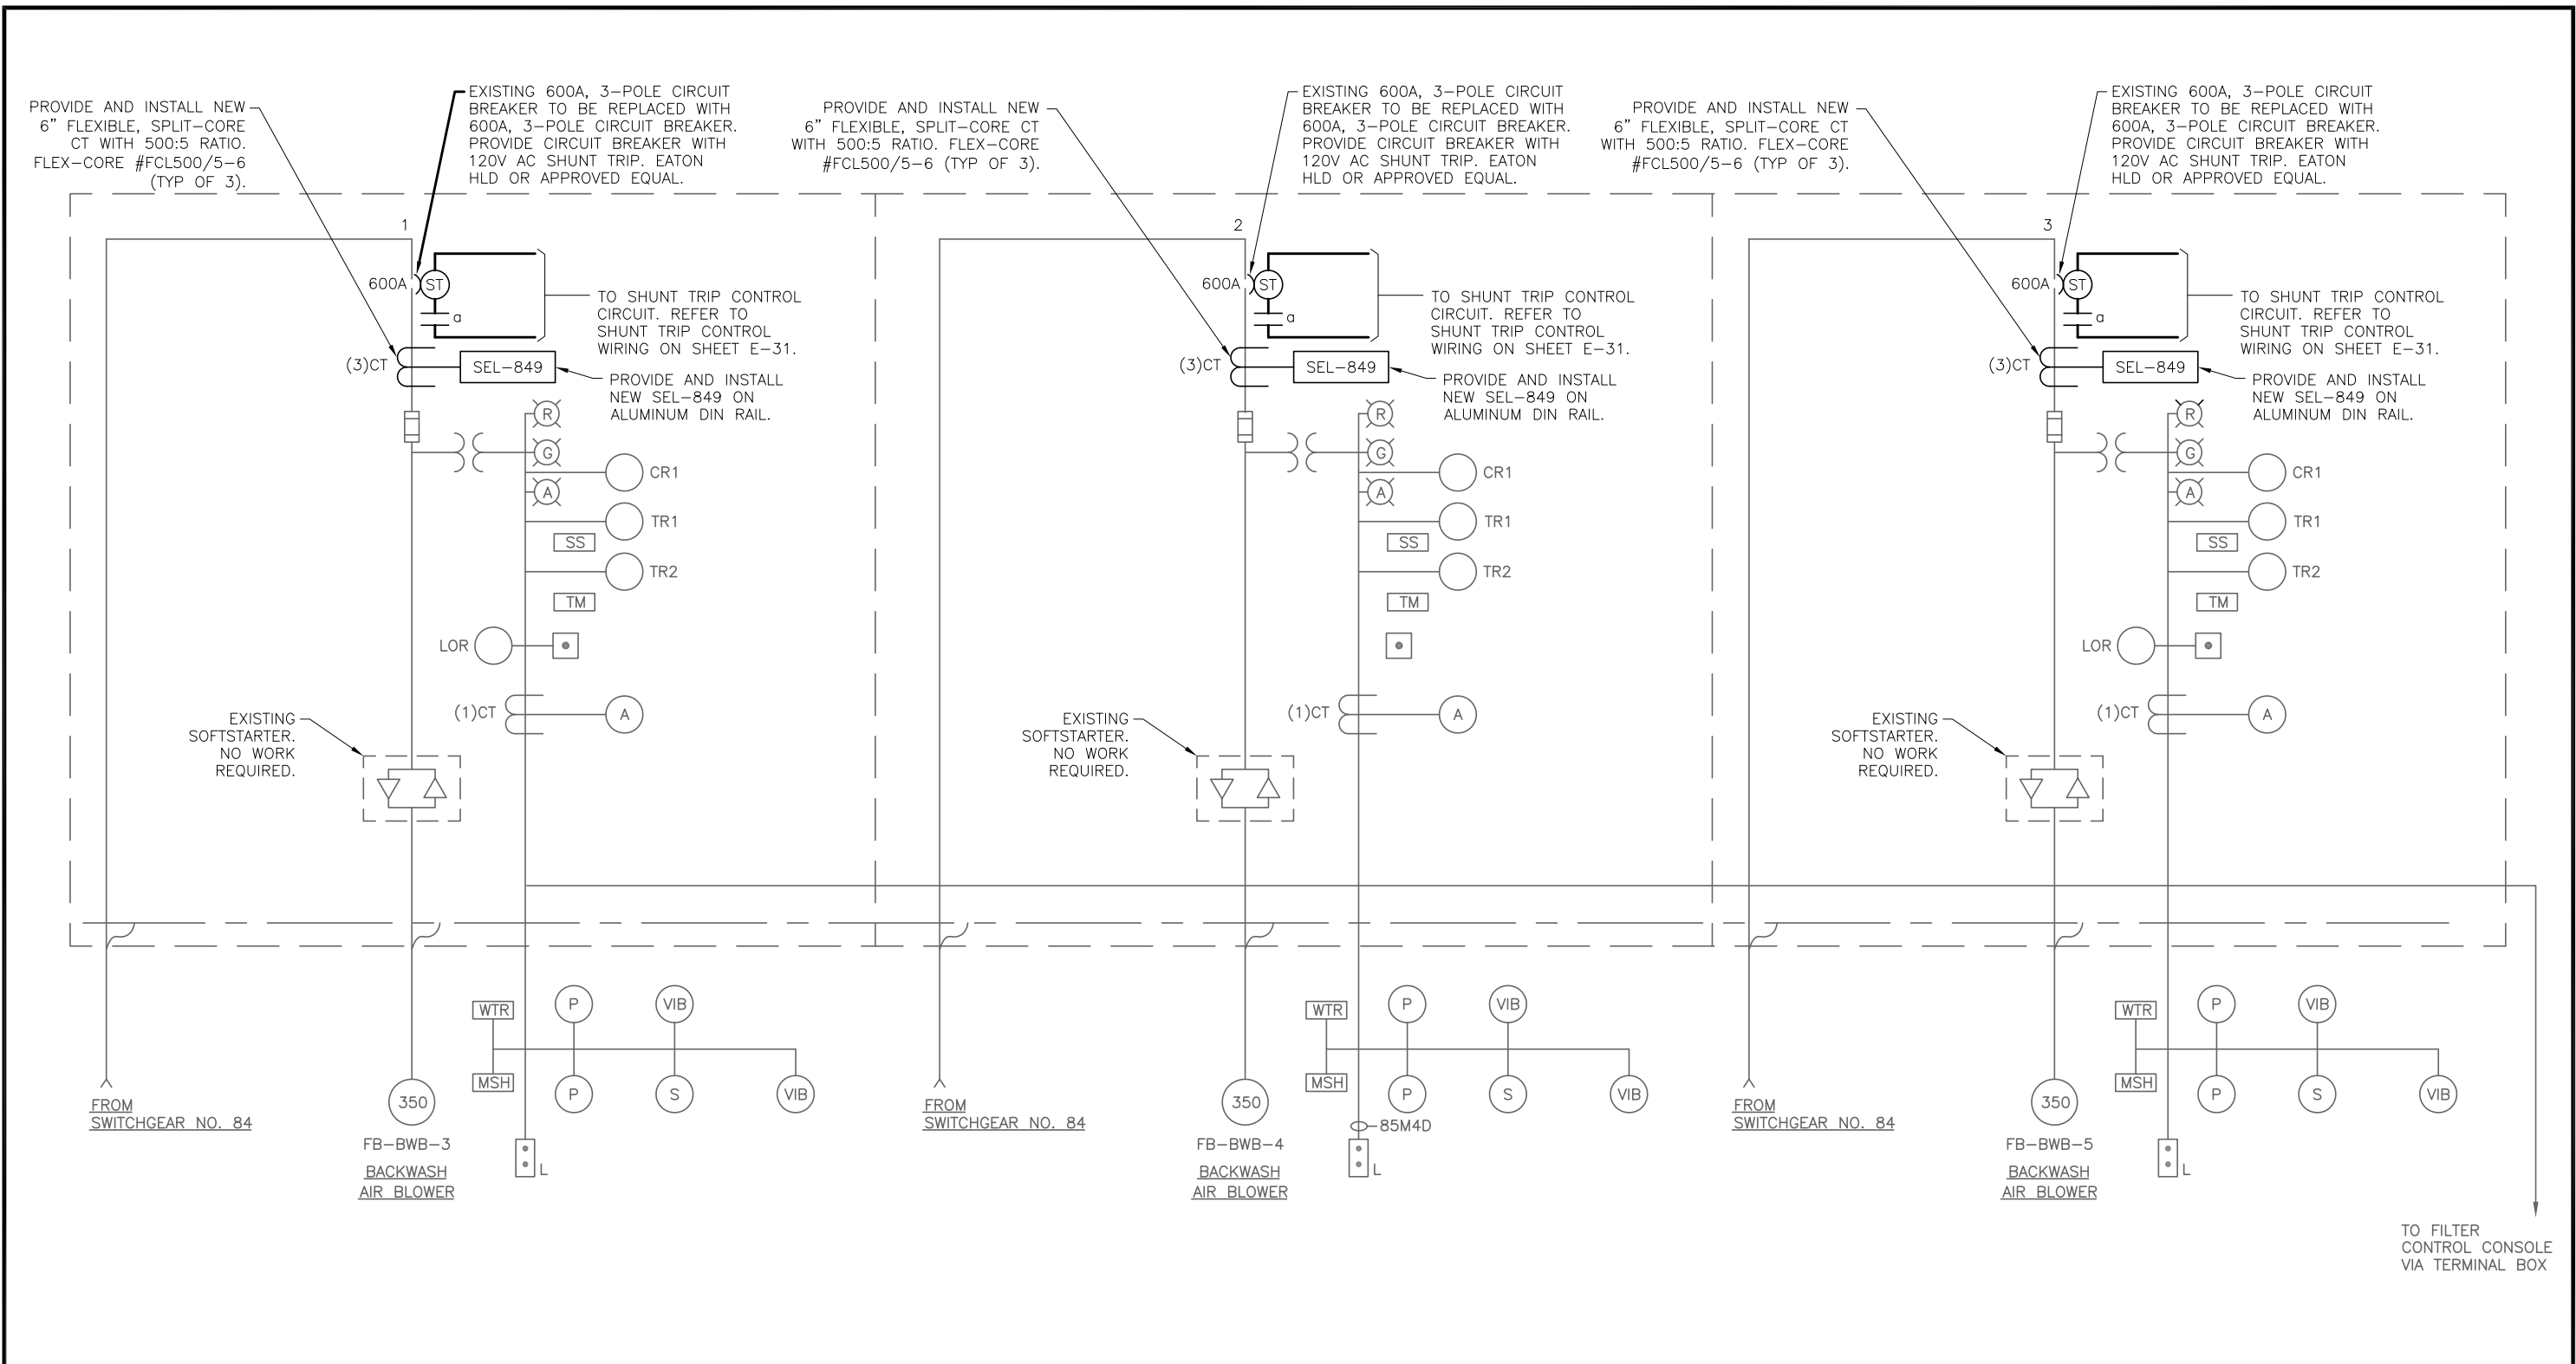 PROVIDE AND INSTALL NEW
6” FLEXIBLE, SPLIT-CORE
CT WITH 500:5 RATIO.
FLEX-CORE #FCL500/5-6
(TYP OF 3).
EXISTING 600A, 3-POLE CIRCUIT
BREAKER TO BE REPLACED WITH
600A, 3-POLE CIRCUIT BREAKER.
PROVIDE CIRCUIT BREAKER WITH
120V AC SHUNT TRIP. EATON
HLD OR APPROVED EQUAL.
1
600A
ST
a
TO SHUNT TRIP CONTROL
CIRCUIT. REFER TO
SHUNT TRIP CONTROL
WIRING ON SHEET E-31.
(3)CT
SEL-849
PROVIDE AND INSTALL
NEW SEL-849 ON
ALUMINUM DIN RAIL.
R
G
CR1
A
TR1
SS
TR2
TM
LOR
(1)CT
A
EXISTING
SOFTSTARTER.
NO WORK
REQUIRED.
WTR
P
VIB
MSH
P
S
VIB
FROM
SWITCHGEAR NO. 84
350
FB-BWB-3
BACKWASH
AIR BLOWER
L
PROVIDE AND INSTALL NEW
6” FLEXIBLE, SPLIT-CORE CT
WITH 500:5 RATIO. FLEX-CORE
#FCL500/5-6 (TYP OF 3).
EXISTING 600A, 3-POLE CIRCUIT
BREAKER TO BE REPLACED WITH
600A, 3-POLE CIRCUIT BREAKER.
PROVIDE CIRCUIT BREAKER WITH
120V AC SHUNT TRIP. EATON
HLD OR APPROVED EQUAL.
2
600A
ST
a
TO SHUNT TRIP CONTROL
CIRCUIT. REFER TO
SHUNT TRIP CONTROL
WIRING ON SHEET E-31.
(3)CT
SEL-849
PROVIDE AND INSTALL
NEW SEL-849 ON
ALUMINUM DIN RAIL.
R
G
CR1
A
TR1
SS
TR2
TM
(1)CT
A
EXISTING
SOFTSTARTER.
NO WORK
REQUIRED.
WTR
P
VIB
MSH
P
S
VIB
FROM
SWITCHGEAR NO. 84
350
85M4D
FB-BWB-4
BACKWASH
AIR BLOWER
L
PROVIDE AND INSTALL NEW
6” FLEXIBLE, SPLIT-CORE CT
WITH 500:5 RATIO. FLEX-CORE
#FCL500/5-6 (TYP OF 3).
EXISTING 600A, 3-POLE CIRCUIT
BREAKER TO BE REPLACED WITH
600A, 3-POLE CIRCUIT BREAKER.
PROVIDE CIRCUIT BREAKER WITH
120V AC SHUNT TRIP. EATON
HLD OR APPROVED EQUAL.
3
600A
ST
a
TO SHUNT TRIP CONTROL
CIRCUIT. REFER TO
SHUNT TRIP CONTROL
WIRING ON SHEET E-31.
(3)CT
SEL-849
PROVIDE AND INSTALL
NEW SEL-849 ON
ALUMINUM DIN RAIL.
R
G
CR1
A
TR1
SS
TR2
TM
LOR
(1)CT
A
EXISTING
SOFTSTARTER.
NO WORK
REQUIRED.
WTR
P
VIB
MSH
P
S
VIB
FROM
SWITCHGEAR NO. 84
350
FB-BWB-5
BACKWASH
AIR BLOWER
L
TO FILTER
CONTROL CONSOLE
VIA TERMINAL BOX